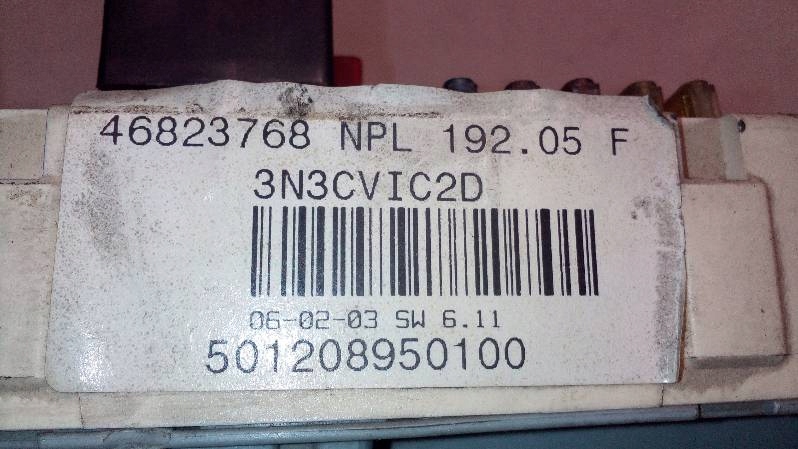 46823768 NPL 192.05 F
3N3CVIC2D
06-02-03 SW 6.11
501208950100